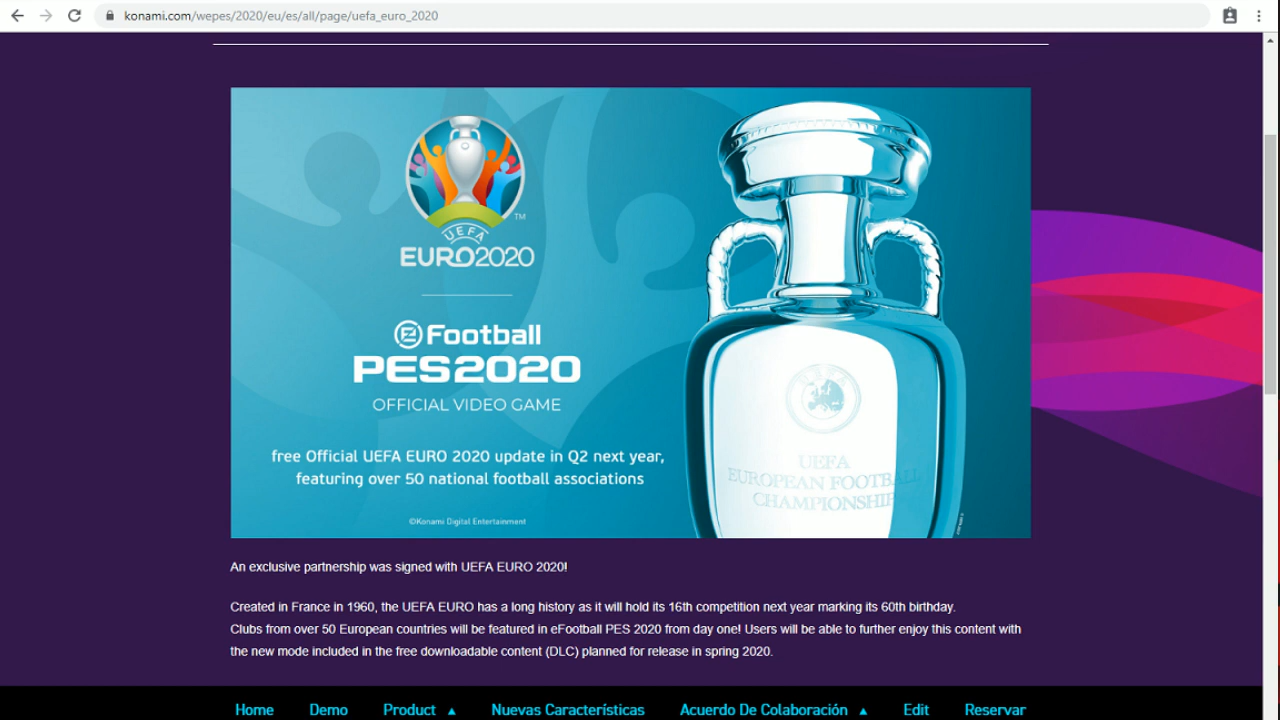 konami.com/wepes/2020/eu/es/all/page/uefa_euro_2020
TM
UEFA
EURO2020
Football
PES2020
OFFICIAL VIDEO GAME
free Official UEFA EURO 2020 update in Q2 next year,
featuring over 50 national football associations
©Konami Digital Entertainment
UEFA
UEFA
EUROPEAN FOOTBALL
CHAMPIONSHIP
An exclusive partnership was signed with UEFA EURO 2020!
Created in France in 1960, the UEFA EURO has a long history as it will hold its 16th competition next year marking its 60th birthday.
Clubs from over 50 European countries will be featured in eFootball PES 2020 from day one! Users will be able to further enjoy this content with
the new mode included in the free downloadable content (DLC) planned for release in spring 2020.
Home Demo Product ▲ Nuevas Características Acuerdo De Colaboración ▲ Edit Reservar